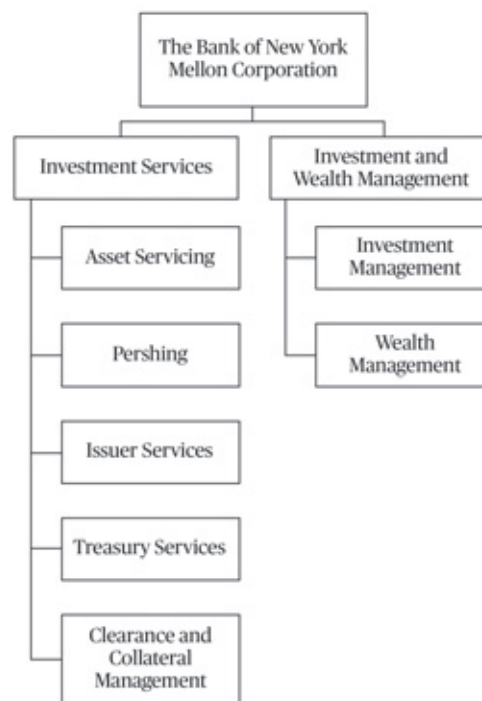 The Bank of New York
Mellon Corporation
Investment Services
Investment and
Wealth Management
Asset Servicing
Investment
Management
Pershing
Wealth
Management
Issuer Services
Treasury Services
Clearance and
Collateral
Management